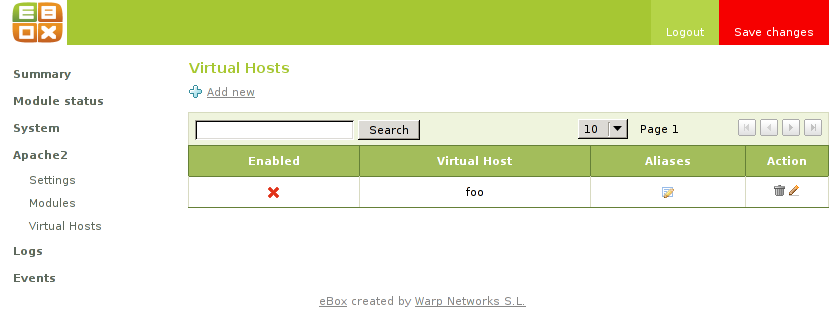 EBOX
Logout
Save changes
Summary
Module status
System
Apache2
Settings
Modules
Virtual Hosts
Logs
Events
Virtual Hosts
Add new
Search
10
Page 1
Enabled Virtual Host Aliases Action
foo
eBox created by Warp Networks S.L.